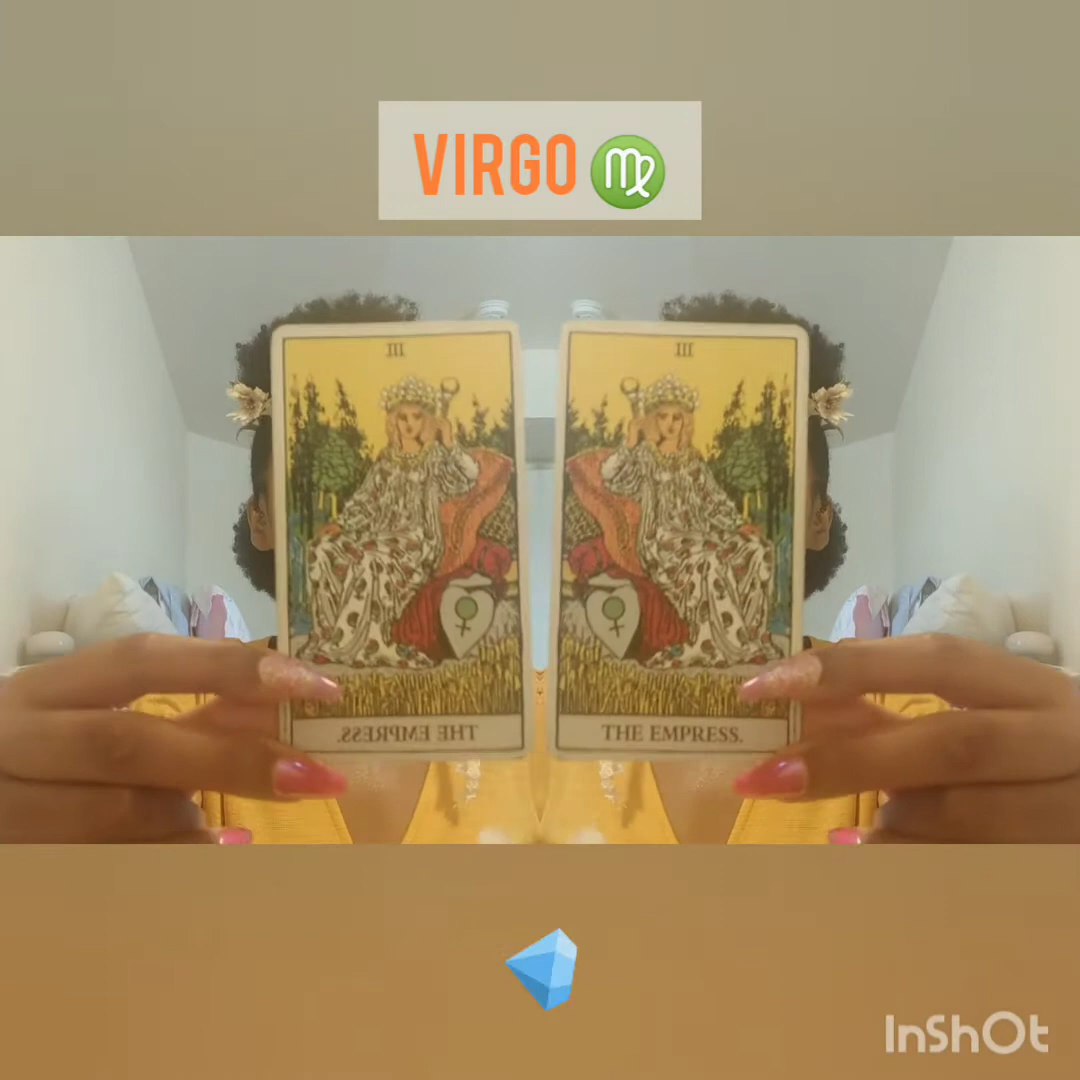 VIRGO ♍
III
III
THE EMPRESS.
THE EMPRESS.
InShOt